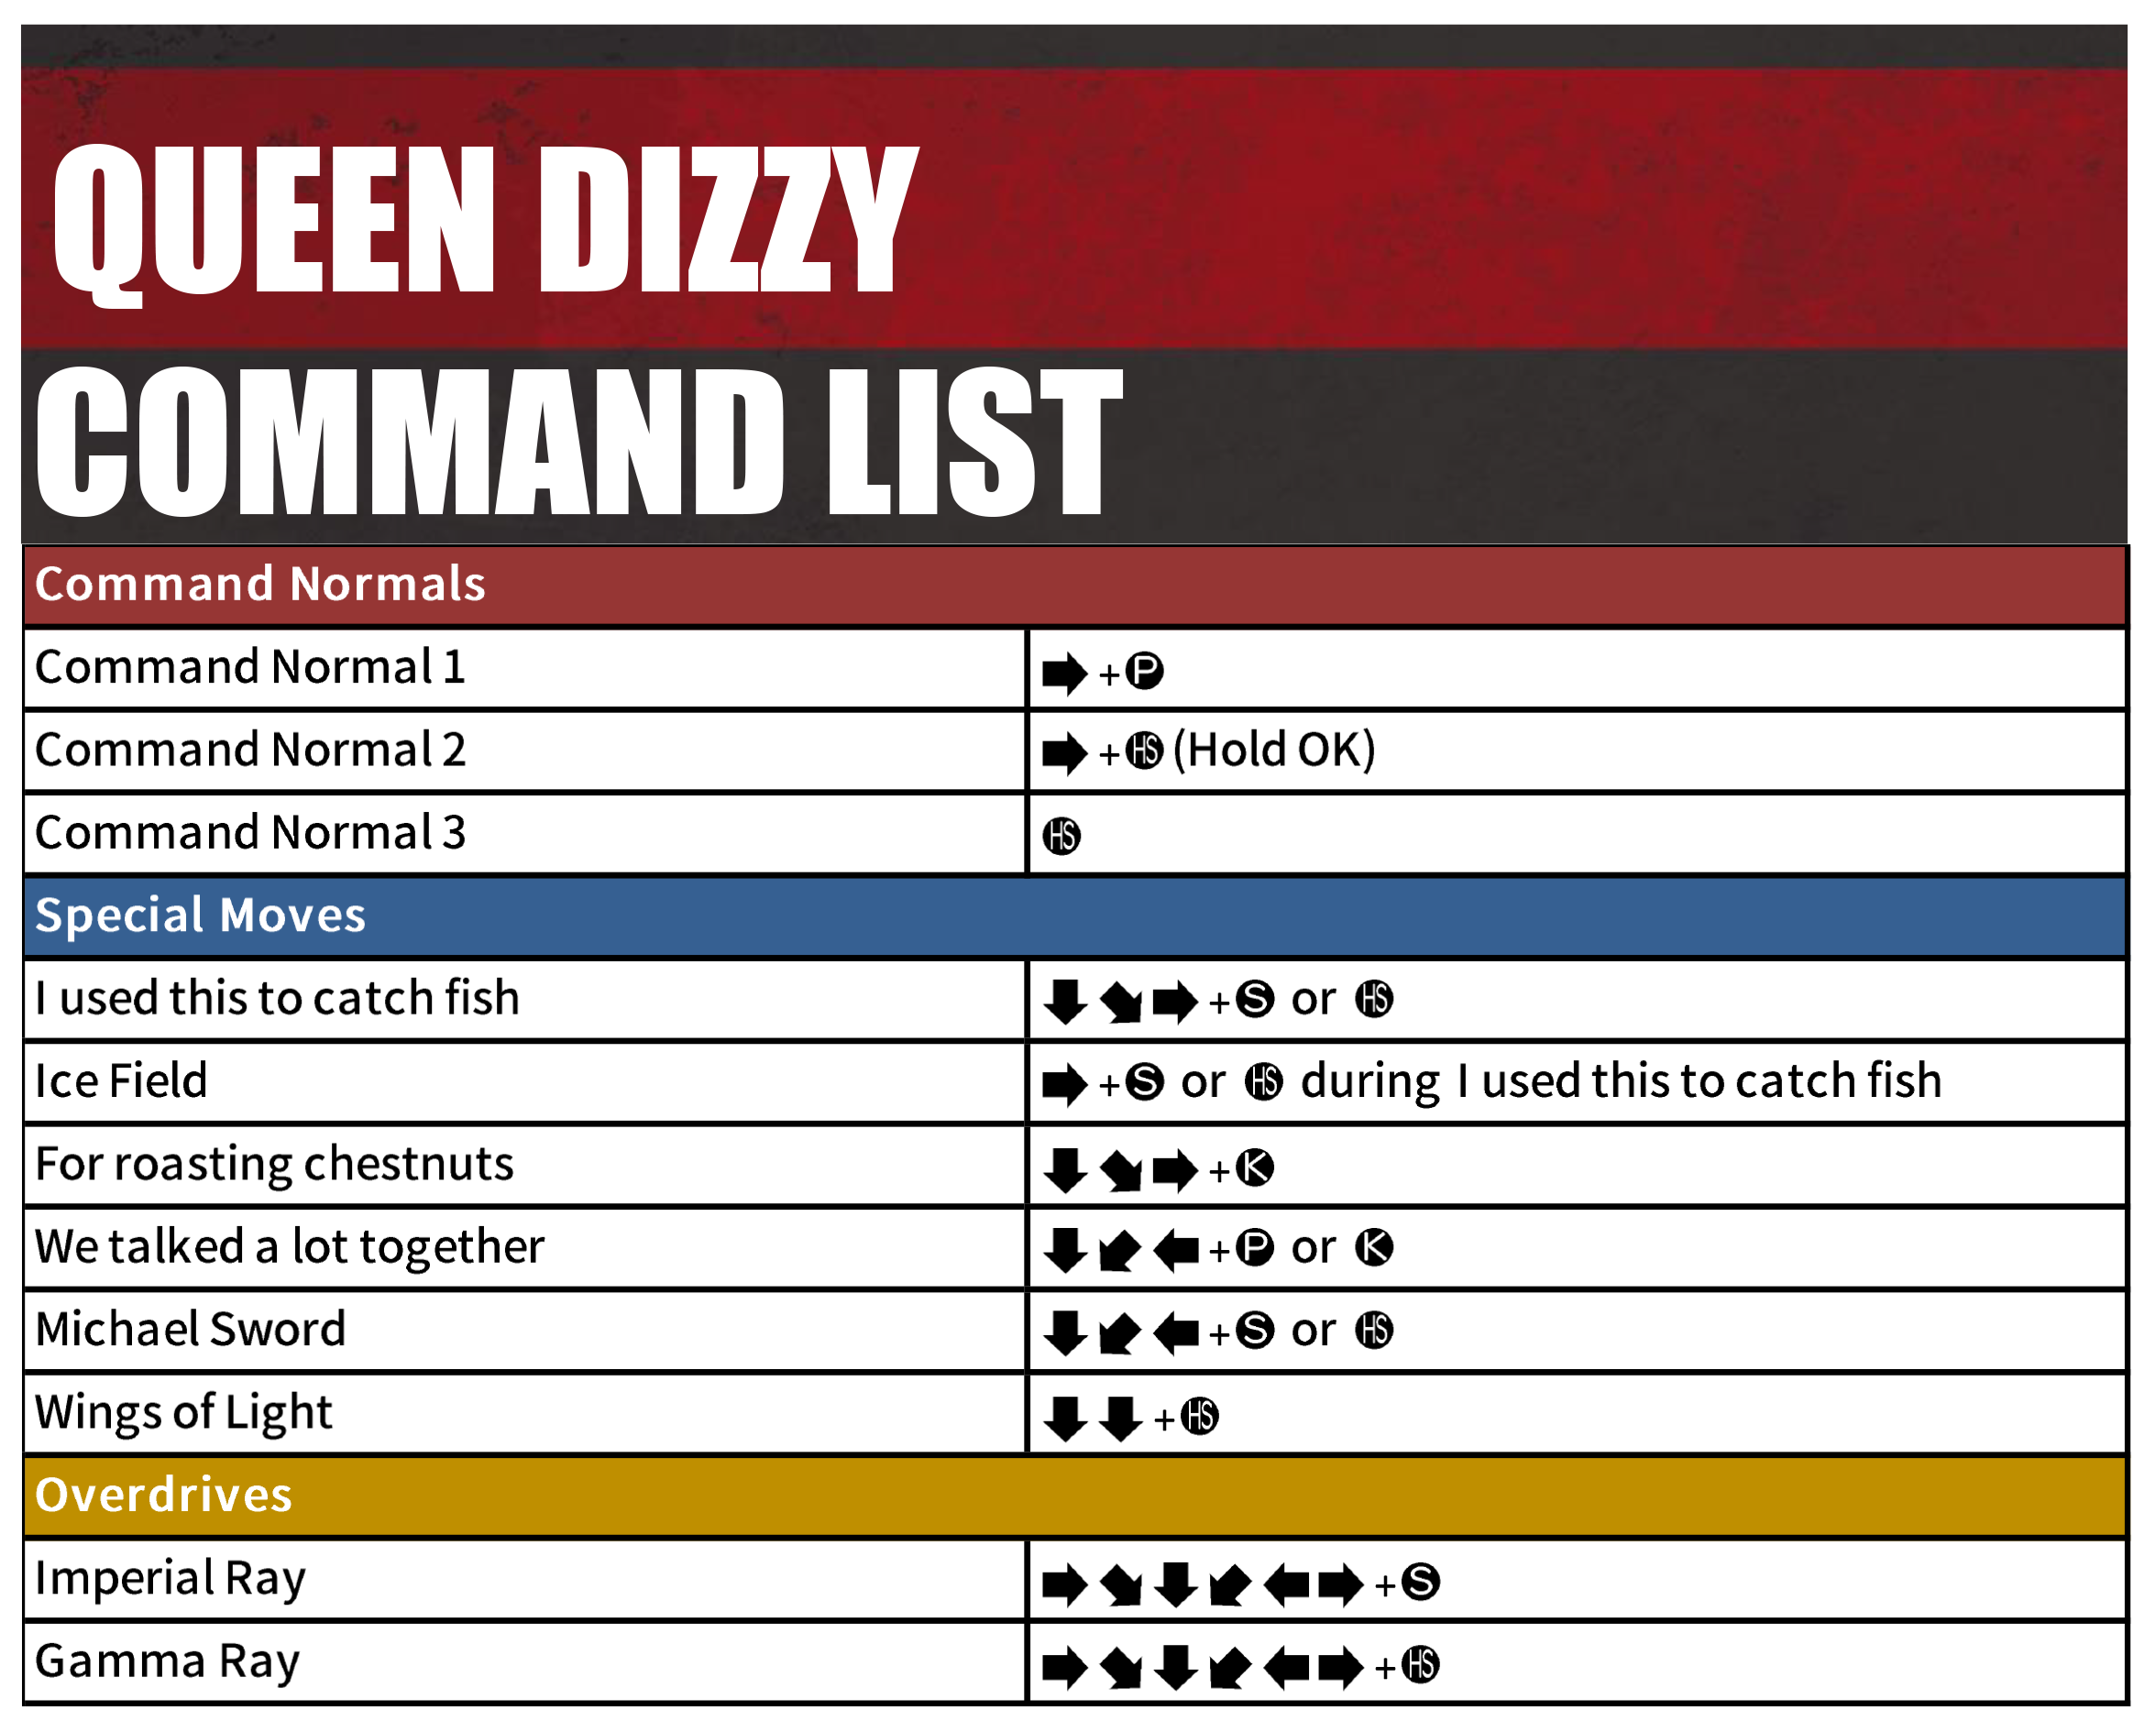 QUEEN DIZZY
COMMAND LIST
Command Normals
Command Normal 1 ➡ + P
Command Normal 2 ➡ + HS (Hold OK)
Command Normal 3 HS
Special Moves
I used this to catch fish ⬇ ↘ ➡ + S or HS
Ice Field ➡ + S or HS during I used this to catch fish
For roasting chestnuts ⬇ ↘ ➡ + K
We talked a lot together ⬇ ↙ ⬅ + P or K
Michael Sword ⬇ ↙ ⬅ + S or HS
Wings of Light ⬇ ⬇ + HS
Overdrives
Imperial Ray ➡ ↘ ⬇ ↙ ⬅ ➡ + S
Gamma Ray ➡ ↘ ⬇ ↙ ⬅ ➡ + HS